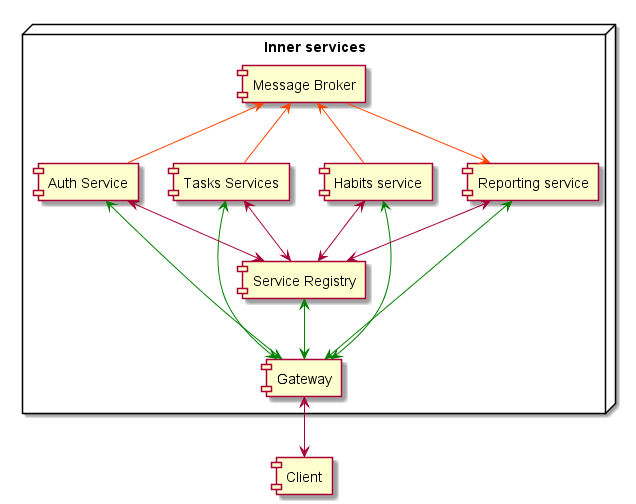 Inner services
Message Broker
Auth Service
Tasks Services
Habits service
Reporting service
Service Registry
Gateway
Client